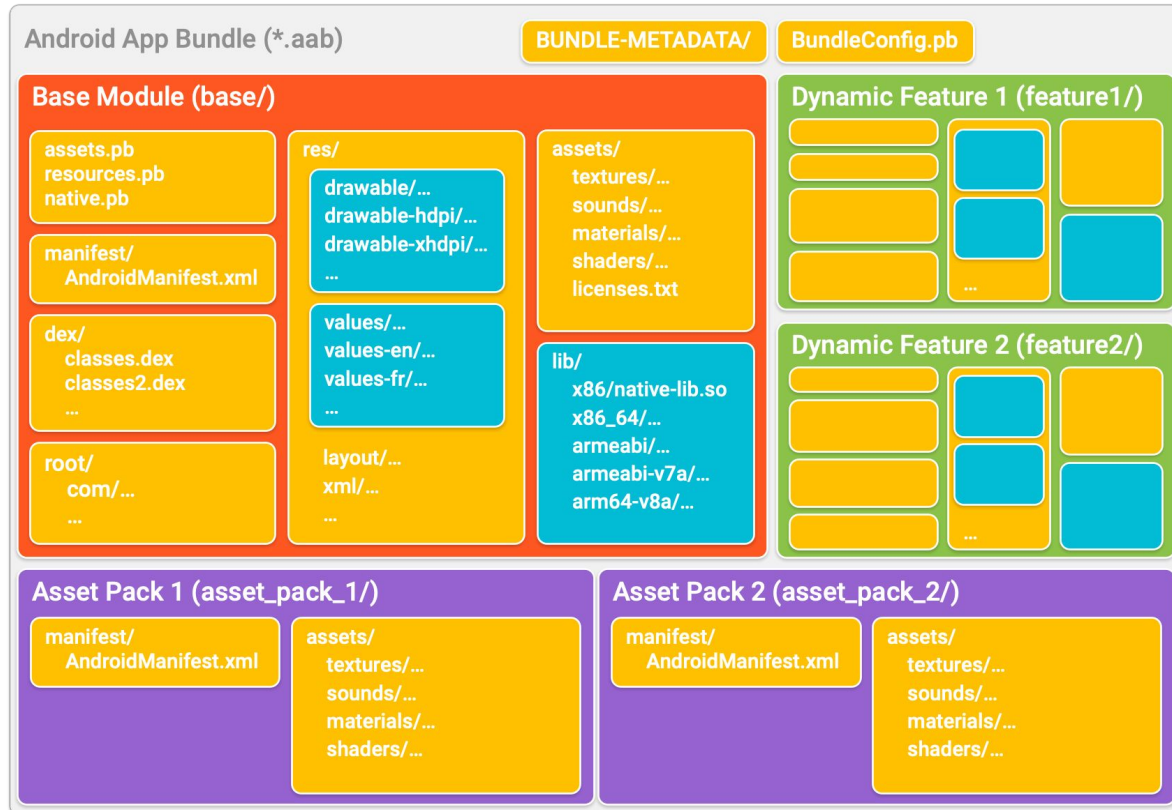 Android App Bundle (*.aab)
BUNDLE-METADATA/
BundleConfig.pb
Base Module (base/)
assets.pb
resources.pb
native.pb
manifest/
AndroidManifest.xml
dex/
classes.dex
classes2.dex
…
root/
com/…
…
res/
drawable/…
drawable-hdpi/…
drawable-xhdpi/…
…
values/…
values-en/…
values-fr/…
…
layout/…
xml/…
…
assets/
textures/…
sounds/…
materials/…
shaders/…
licenses.txt
lib/
x86/native-lib.so
x86_64/…
armeabi/…
armeabi-v7a/…
arm64-v8a/…
Dynamic Feature 1 (feature1/)
…
Dynamic Feature 2 (feature2/)
…
Asset Pack 1 (asset_pack_1/)
manifest/
AndroidManifest.xml
assets/
textures/…
sounds/…
materials/…
shaders/…
Asset Pack 2 (asset_pack_2/)
manifest/
AndroidManifest.xml
assets/
textures/…
sounds/…
materials/…
shaders/…